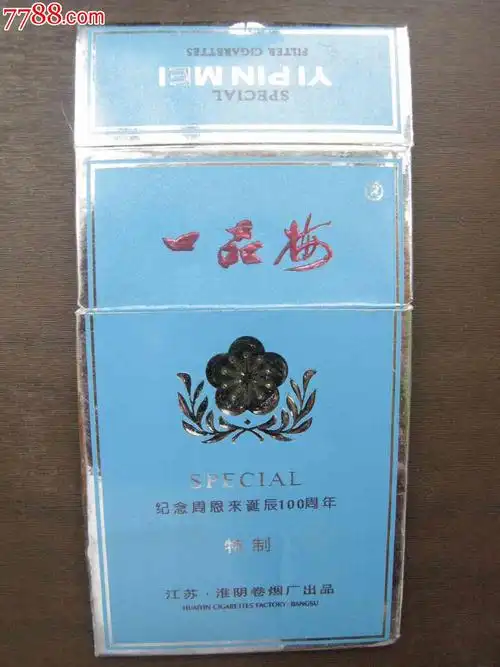 7788.com
SPECIAL
YI PIN MEI
FILTER CIGARETTES
一品梅
SPECIAL
纪念周恩来诞辰100周年
特制
江苏·淮阴卷烟厂出品
HUAIYIN CIGARETTES FACTORY·JIANGSU